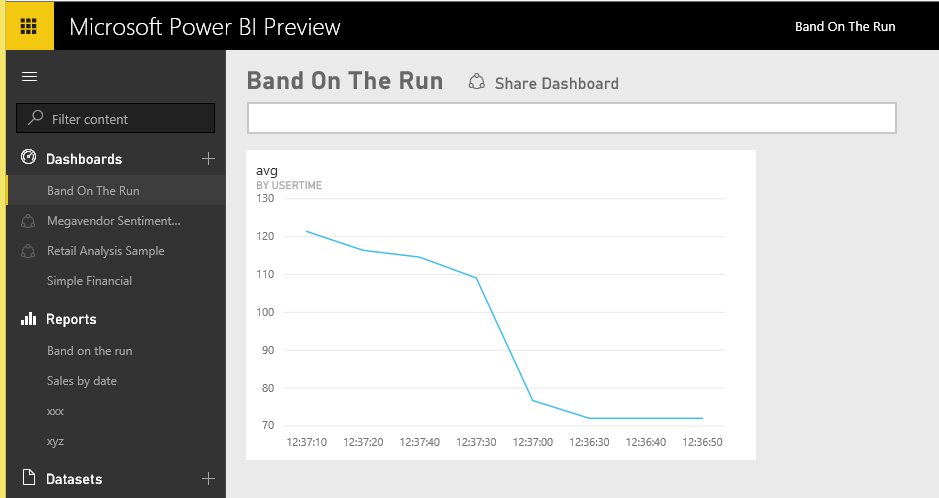 Microsoft Power BI Preview
Band On The Run
Filter content
Dashboards
Band On The Run
Megavendor Sentiment...
Retail Analysis Sample
Simple Financial
Reports
Band on the run
Sales by date
xxx
xyz
Datasets
Band On The Run
Share Dashboard
avg
BY USERTIME
130
120
110
100
90
80
70
12:37:10 12:37:20 12:37:40 12:37:30 12:37:00 12:36:30 12:36:40 12:36:50